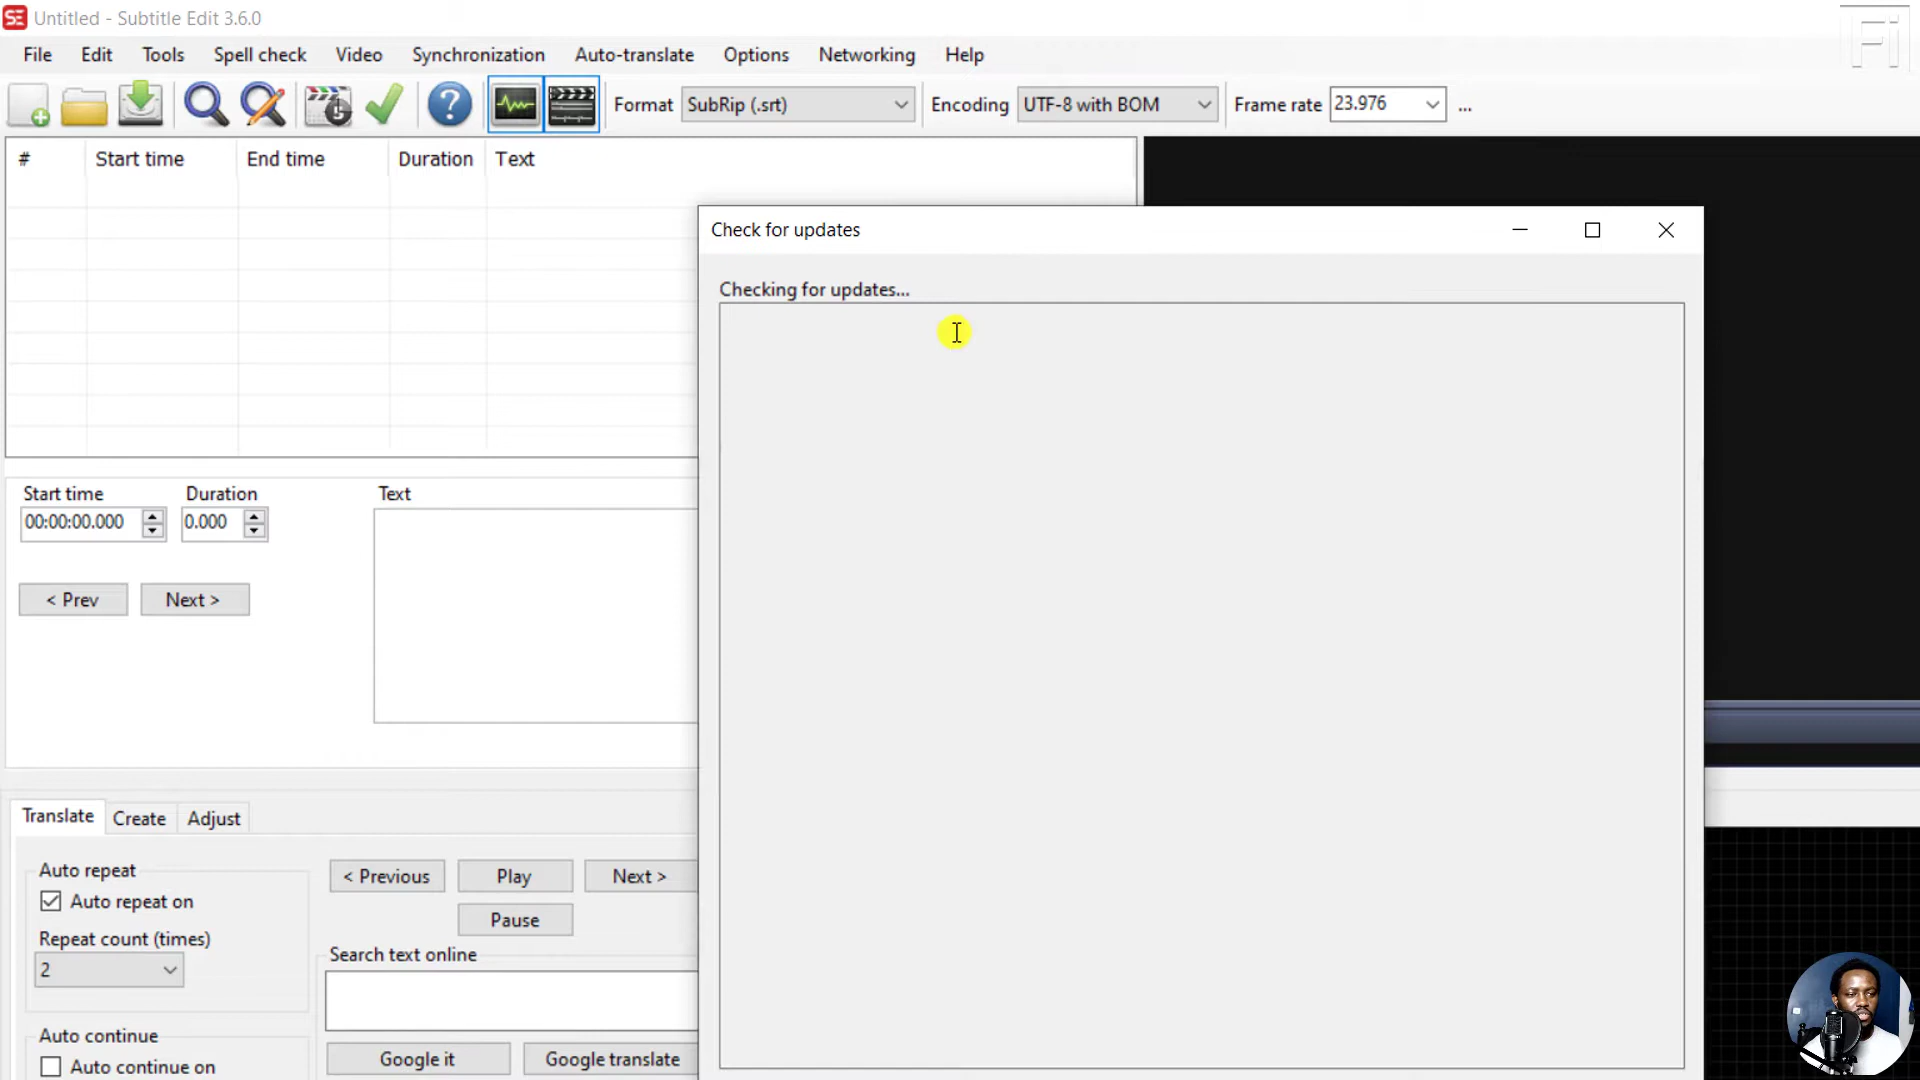 SE Untitled - Subtitle Edit 3.6.0
File Edit Tools Spell check Video Synchronization Auto-translate Options Networking Help
Format SubRip (.srt) Encoding UTF-8 with BOM Frame rate 23.976 ...
# Start time End time Duration Text
Check for updates
Checking for updates...
Start time Duration Text
00:00:00.000 0.000
< Prev Next >
Translate Create Adjust
Auto repeat
Auto repeat on
Repeat count (times)
2
Auto continue
Auto continue on
< Previous Play Next >
Pause
Search text online
Google it Google translate
Fi